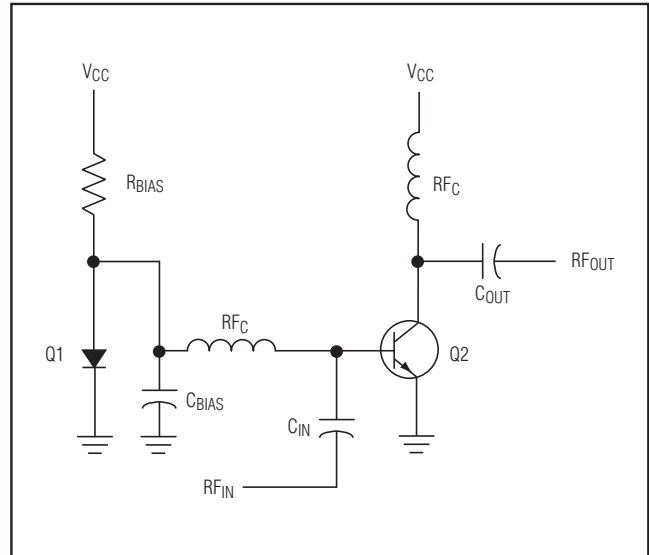 VCC
VCC
RBIAS
RFC
RFOUT
COUT
RFC
Q1
Q2
CBIAS
CIN
RFIN